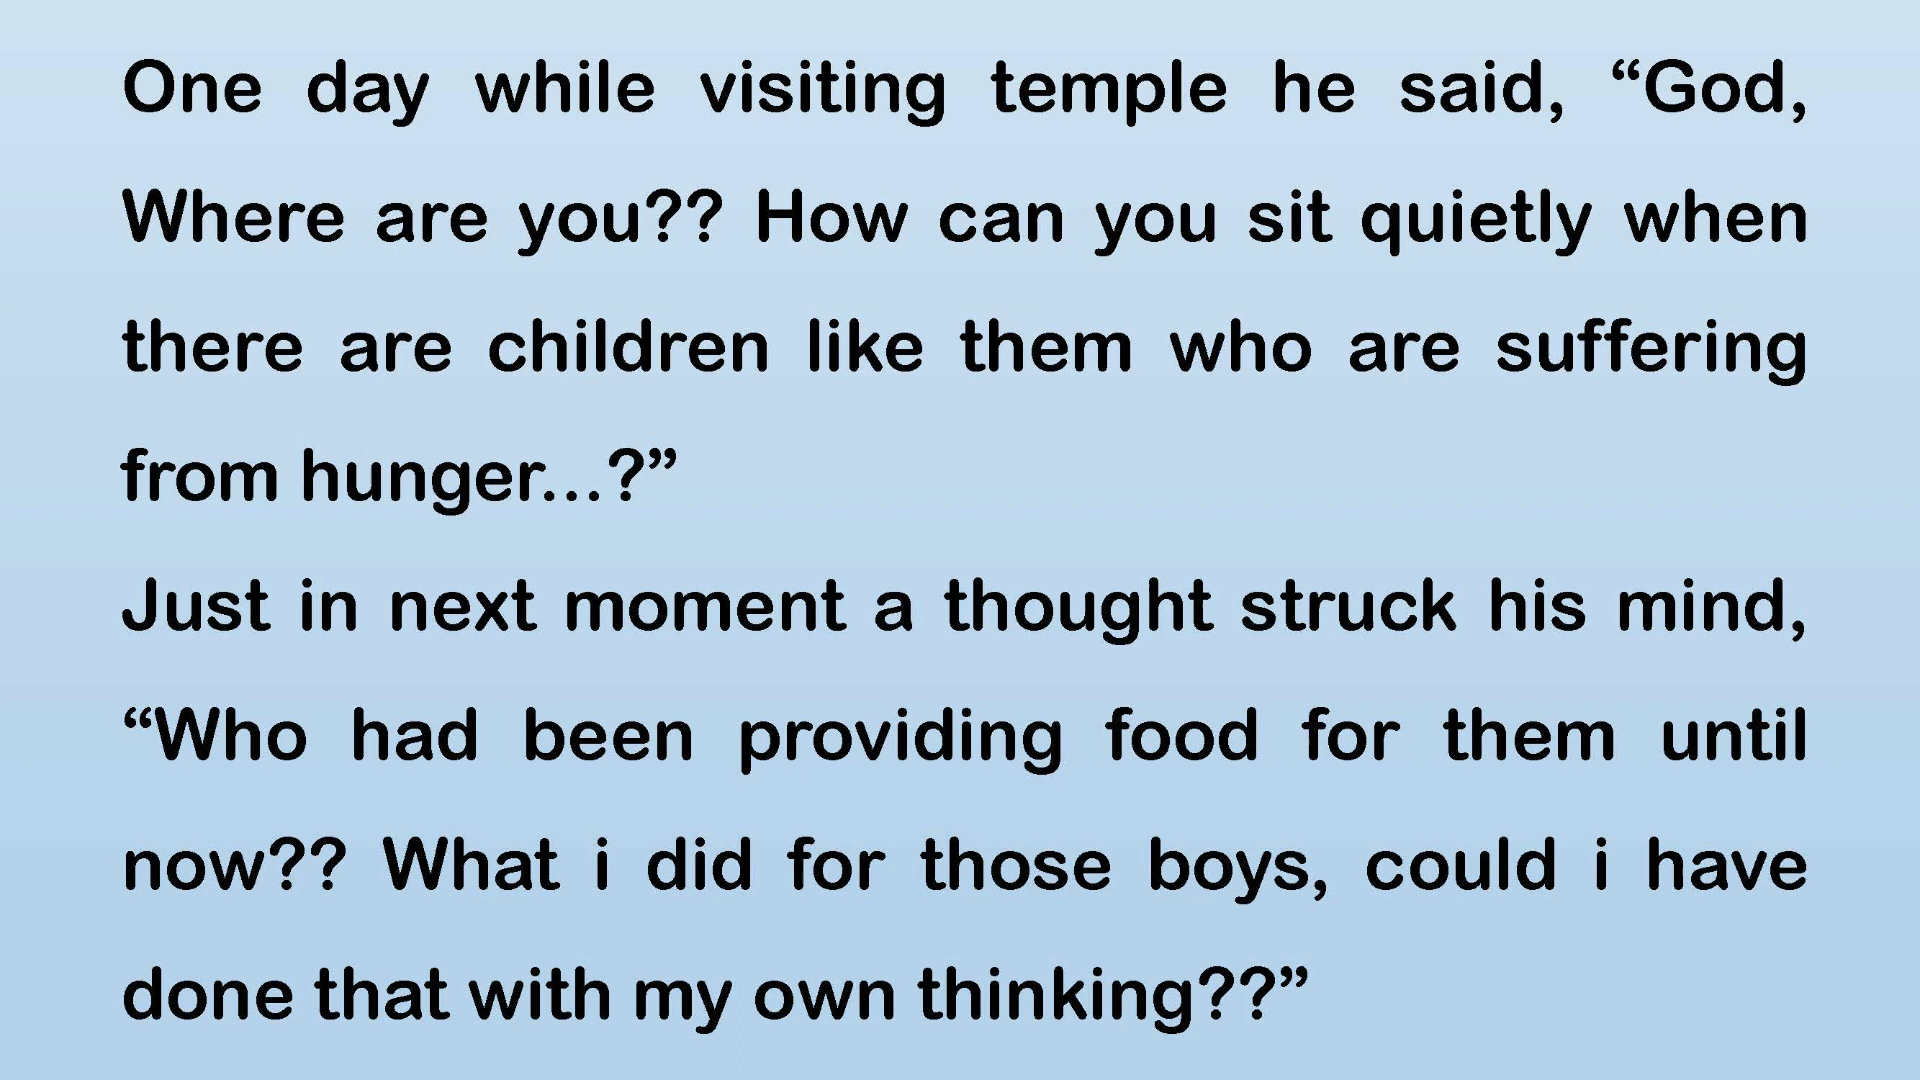 One day while visiting temple he said, “God,
Where are you?? How can you sit quietly when
there are children like them who are suffering
from hunger...?”
Just in next moment a thought struck his mind,
“Who had been providing food for them until
now?? What i did for those boys, could i have
done that with my own thinking??”